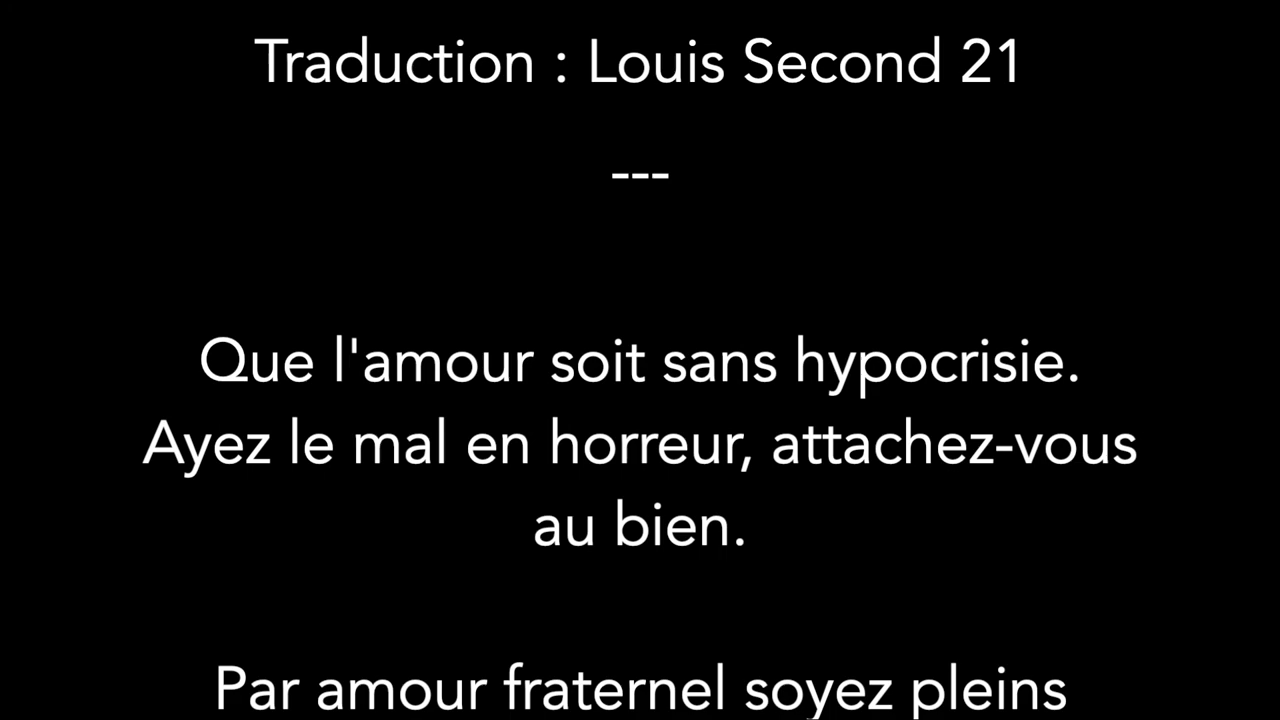 Traduction : Louis Second 21
---
Que l'amour soit sans hypocrisie.
Ayez le mal en horreur, attachez-vous
au bien.
Par amour fraternel soyez pleins